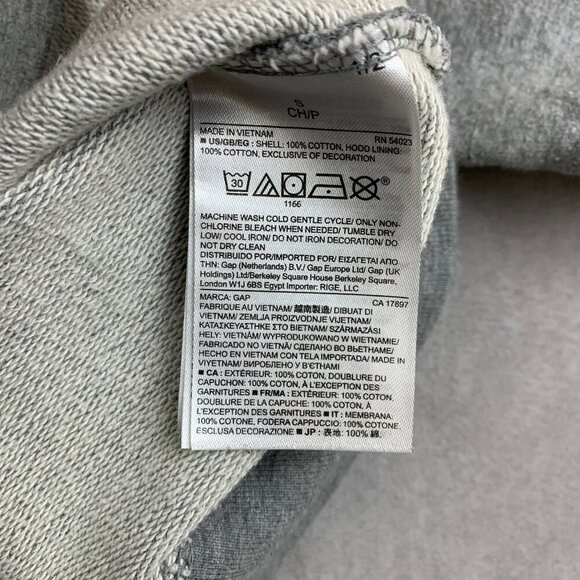 S
CH/P
MADE IN VIETNAM RN 54023
■ US/GB/EG : SHELL: 100% COTTON, HOOD LINING:
100% COTTON, EXCLUSIVE OF DECORATION
30
1166
MACHINE WASH COLD GENTLE CYCLE/ ONLY NON-
CHLORINE BLEACH WHEN NEEDED/ TUMBLE DRY
LOW/ COOL IRON/ DO NOT IRON DECORATION/ DO
NOT DRY CLEAN
DISTRIBUIDO POR/IMPORTED BY/ ΕΙΣΑΓΕΤΑΙ ΑΠΟ
ΤΗΝ: Gap (Netherlands) B.V./ Gap Europe Ltd/ Gap (UK
Holdings) Ltd/Berkeley Square House Berkeley Square,
London W1J 6BS Egypt Importer: RIGE, LLC
MARCA: GAP CA 17897
FABRIQUE AU VIETNAM/ 越南製造/ DIBUAT DI
VIETNAM/ ZEMLJA PROIZVODNJE VIJETNAM/
ΚΑΤΑΣΚΕΥΑΣΤΗΚΕ ΣΤΟ ΒΙΕΤΝΑΜ/ SZÁRMAZÁSI
HELY: VIETNÁM/ WYPRODUKOWANO W WIETNAMIE/
FABRICADO NO VIETNÃ/ СДЕЛАНО ВО ВЬЕТНАМЕ/
HECHO EN VIETNAM CON TELA IMPORTADA/ MADE IN
VIYETNAM/ ВИРОБЛЕНО У В'ЄТНАМІ
■ CA : EXTÉRIEUR: 100% COTON, DOUBLURE DU
CAPUCHON: 100% COTON, À L'EXCEPTION DES
GARNITURES ■ FR/MA : EXTÉRIEUR: 100% COTON,
DOUBLURE DE LA CAPUCHE: 100% COTON, À
L'EXCEPTION DES GARNITURES ■ IT : MEMBRANA:
100% COTONE, FODERA CAPPUCCIO: 100% COTONE,
ESCLUSA DECORAZIONE ■ JP : 表地: 100% 綿,